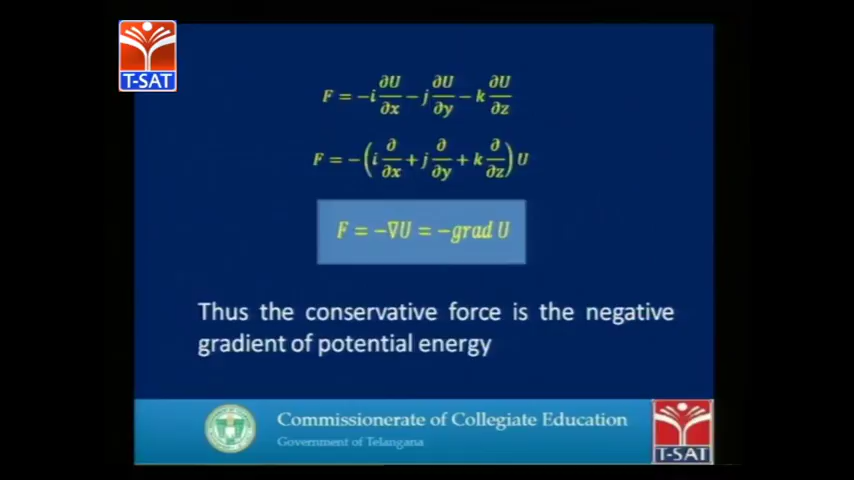 T-SAT
F = −i ∂U/∂x − j ∂U/∂y − k ∂U/∂z
F = −(i ∂/∂x + j ∂/∂y + k ∂/∂z) U
F = −∇U = −grad U
Thus the conservative force is the negative
gradient of potential energy
Commissionerate of Collegiate Education
Government of Telangana
T-SAT